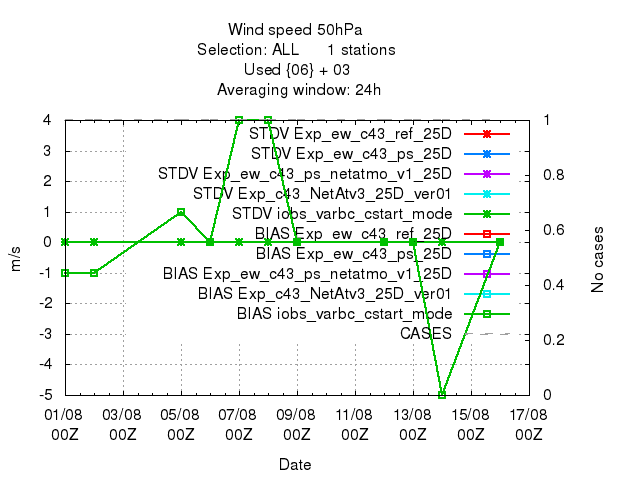 Wind speed 50hPa
Selection: ALL 1 stations
Used {06} + 03
Averaging window: 24h
4 1
STDV Exp_ew_c43_ref_25D
3
STDV Exp_ew_c43_ps_25D
2 0.8
STDV Exp_ew_c43_ps_netatmo_v1_25D
STDV Exp_c43_NetAtv3_25D_ver01
1
STDV iobs_varbc_cstart_mode
0.6
BIAS Exp_ew_c43_ref_25D
0
BIAS Exp_ew_c43_ps_25D
m/s
No cases
-1
BIAS Exp_ew_c43_ps_netatmo_v1_25D
0.4
BIAS Exp_c43_NetAtv3_25D_ver01
-2
BIAS iobs_varbc_cstart_mode
-3
CASES
0.2
-4
-5 0
01/08 03/08 05/08 07/08 09/08 11/08 13/08 15/08 17/08
00Z 00Z 00Z 00Z 00Z 00Z 00Z 00Z 00Z
Date